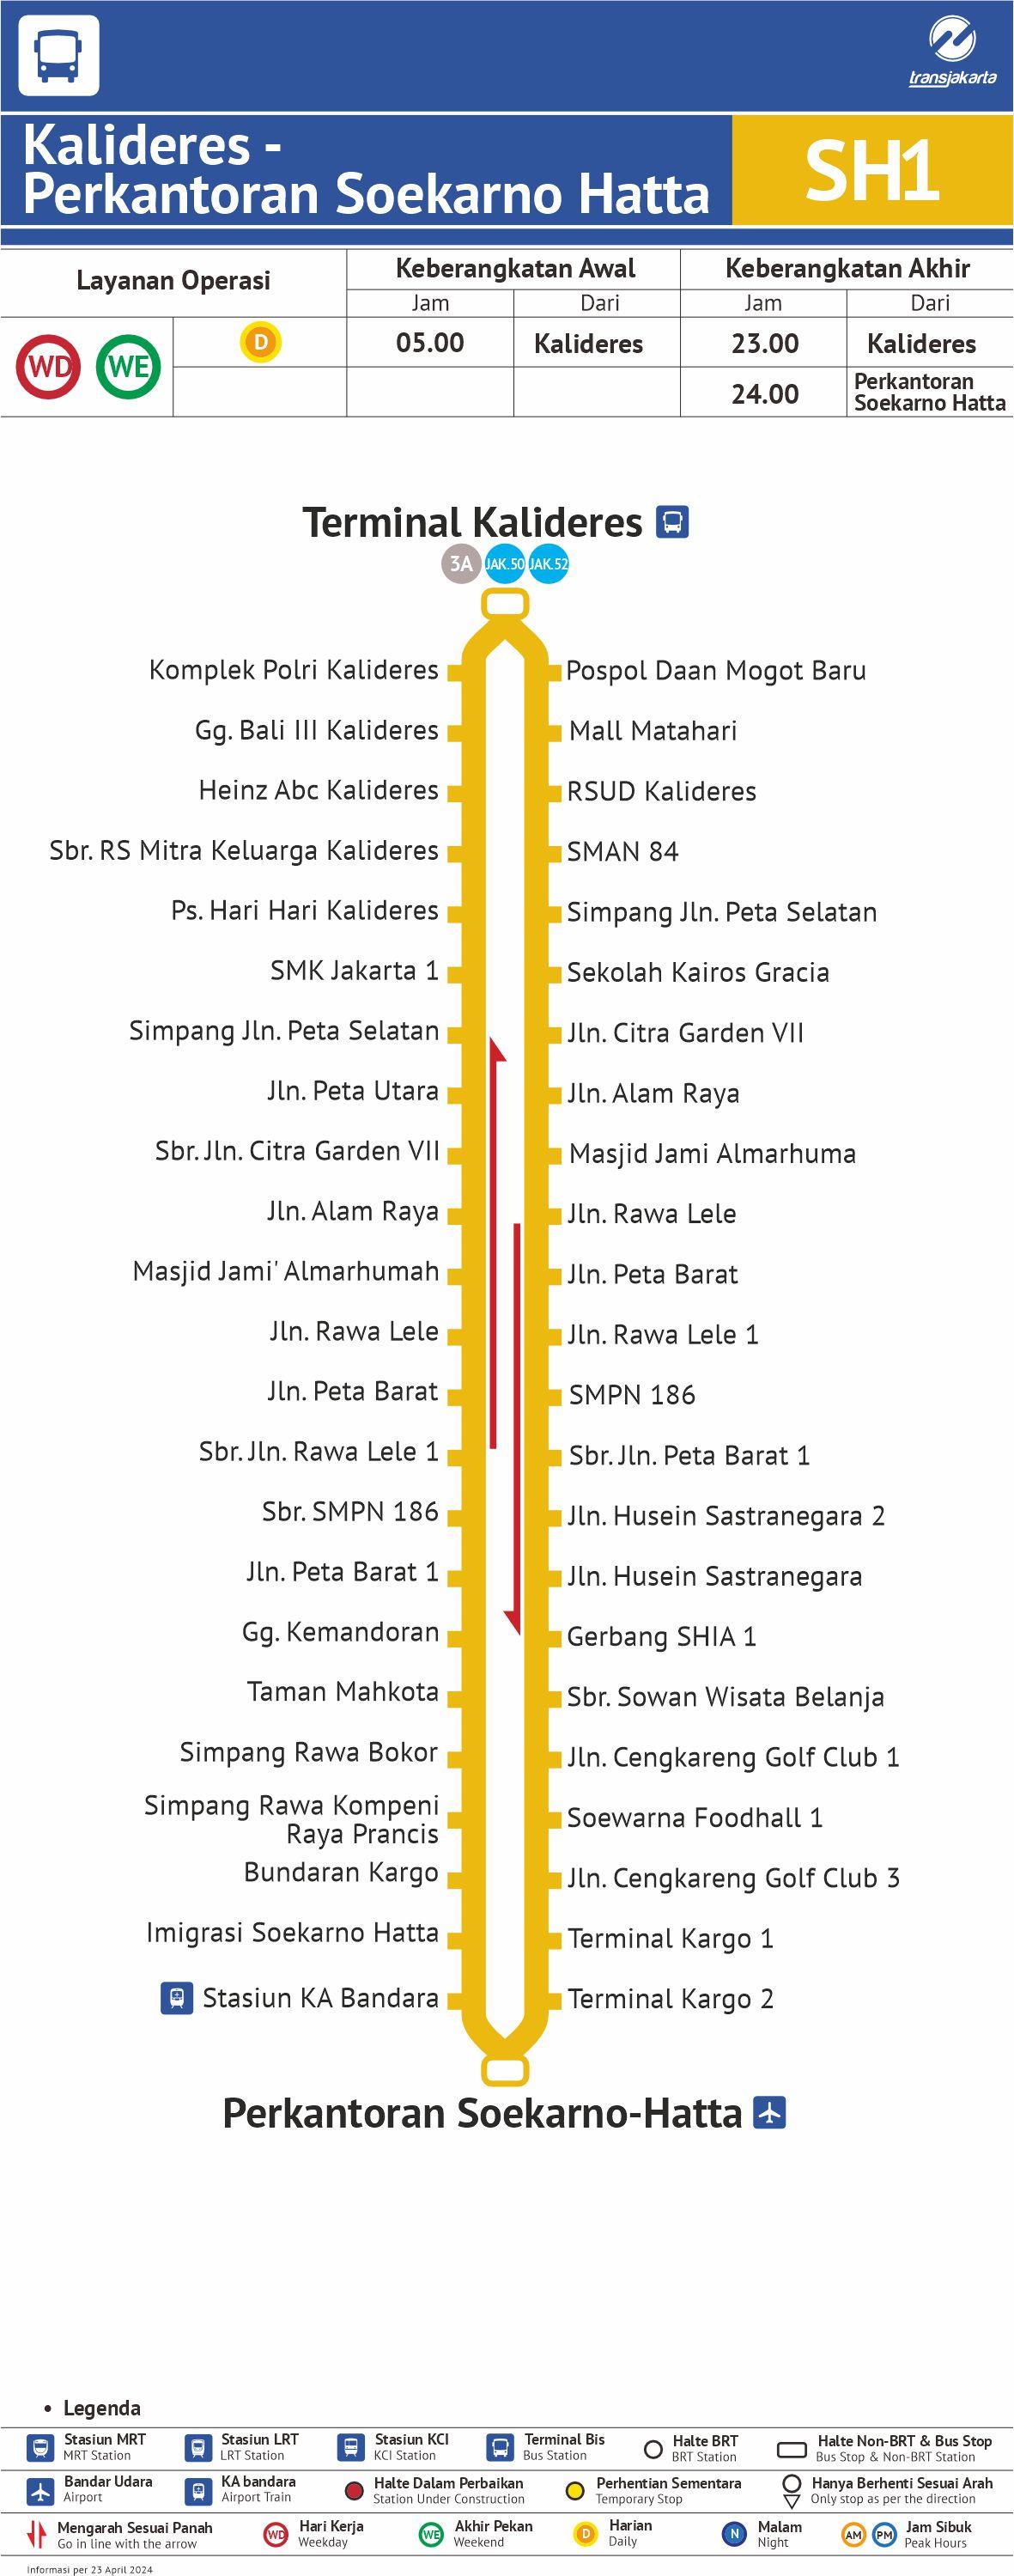 transjakarta
Kalideres -
Perkantoran Soekarno Hatta
SH1
Layanan Operasi
Keberangkatan Awal
Keberangkatan Akhir
Jam
Dari
Jam
Dari
WD
WE
D
05.00
Kalideres
23.00
Kalideres
24.00
Perkantoran
Soekarno Hatta
Terminal Kalideres
3A
JAK.50
JAK.52
Komplek Polri Kalideres
Pospol Daan Mogot Baru
Gg. Bali III Kalideres
Mall Matahari
Heinz Abc Kalideres
RSUD Kalideres
Sbr. RS Mitra Keluarga Kalideres
SMAN 84
Ps. Hari Hari Kalideres
Simpang Jln. Peta Selatan
SMK Jakarta 1
Sekolah Kairos Gracia
Simpang Jln. Peta Selatan
Jln. Citra Garden VII
Jln. Peta Utara
Jln. Alam Raya
Sbr. Jln. Citra Garden VII
Masjid Jami Almarhuma
Jln. Alam Raya
Jln. Rawa Lele
Masjid Jami' Almarhumah
Jln. Peta Barat
Jln. Rawa Lele
Jln. Rawa Lele 1
Jln. Peta Barat
SMPN 186
Sbr. Jln. Rawa Lele 1
Sbr. Jln. Peta Barat 1
Sbr. SMPN 186
Jln. Husein Sastranegara 2
Jln. Peta Barat 1
Jln. Husein Sastranegara
Gg. Kemandoran
Gerbang SHIA 1
Taman Mahkota
Sbr. Sowan Wisata Belanja
Simpang Rawa Bokor
Jln. Cengkareng Golf Club 1
Simpang Rawa Kompeni
Raya Prancis
Soewarna Foodhall 1
Bundaran Kargo
Jln. Cengkareng Golf Club 3
Imigrasi Soekarno Hatta
Terminal Kargo 1
Stasiun KA Bandara
Terminal Kargo 2
Perkantoran Soekarno-Hatta
• Legenda
Stasiun MRT
MRT Station
Stasiun LRT
LRT Station
Stasiun KCI
KCI Station
Terminal Bis
Bus Station
Halte BRT
BRT Station
Halte Non-BRT & Bus Stop
Bus Stop & Non-BRT Station
Bandar Udara
Airport
KA bandara
Airport Train
Halte Dalam Perbaikan
Station Under Construction
Perhentian Sementara
Temporary Stop
Hanya Berhenti Sesuai Arah
Only stop as per the direction
Mengarah Sesuai Panah
Go in line with the arrow
WD
Hari Kerja
Weekday
WE
Akhir Pekan
Weekend
D
Harian
Daily
N
Malam
Night
AM
PM
Jam Sibuk
Peak Hours
Informasi per 23 April 2024